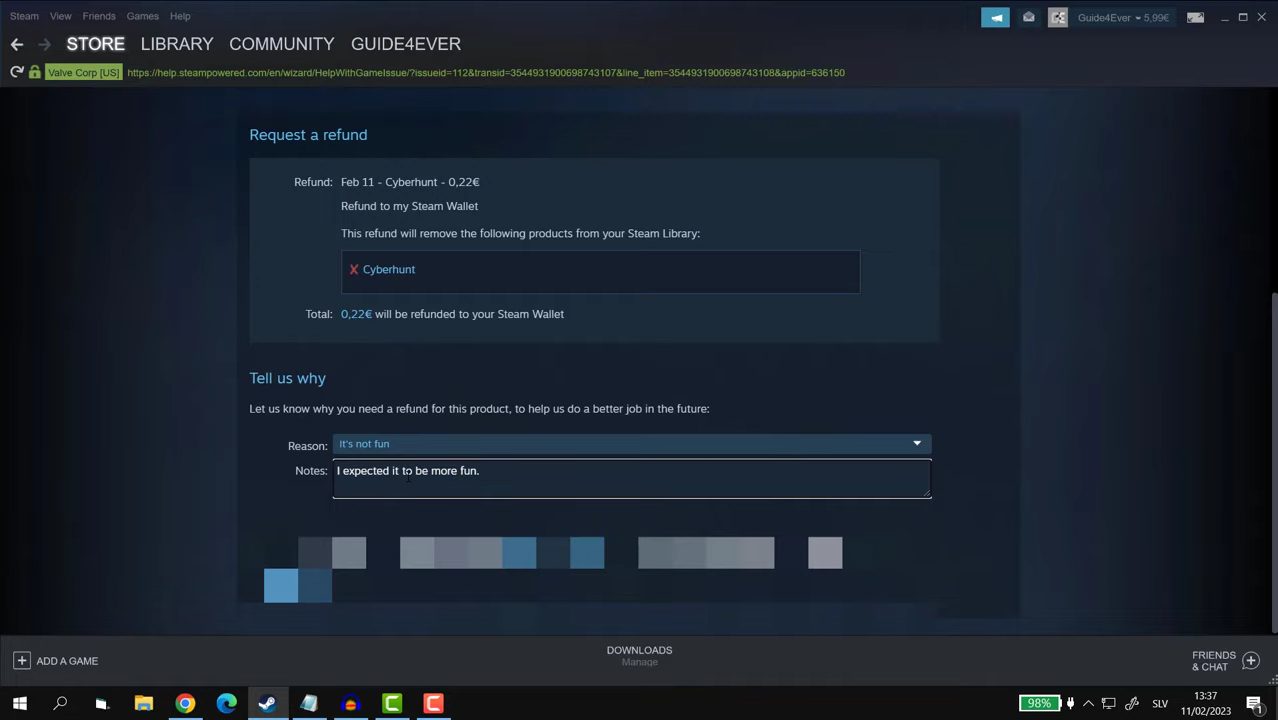 Steam View Friends Games Help Guide4Ever 5,99€
STORE LIBRARY COMMUNITY GUIDE4EVER
Valve Corp [US] https://help.steampowered.com/en/wizard/HelpWithGameIssue/?issueid=112&transid=3544931900698743107&line_item=3544931900698743108&appid=636150
Request a refund
Refund: Feb 11 - Cyberhunt - 0,22€
Refund to my Steam Wallet
This refund will remove the following products from your Steam Library:
Cyberhunt
Total: 0,22€ will be refunded to your Steam Wallet
Tell us why
Let us know why you need a refund for this product, to help us do a better job in the future:
Reason: It's not fun
Notes: I expected it to be more fun.
ADD A GAME
DOWNLOADS
Manage
FRIENDS
& CHAT
98% SLV 13:37
11/02/2023 1